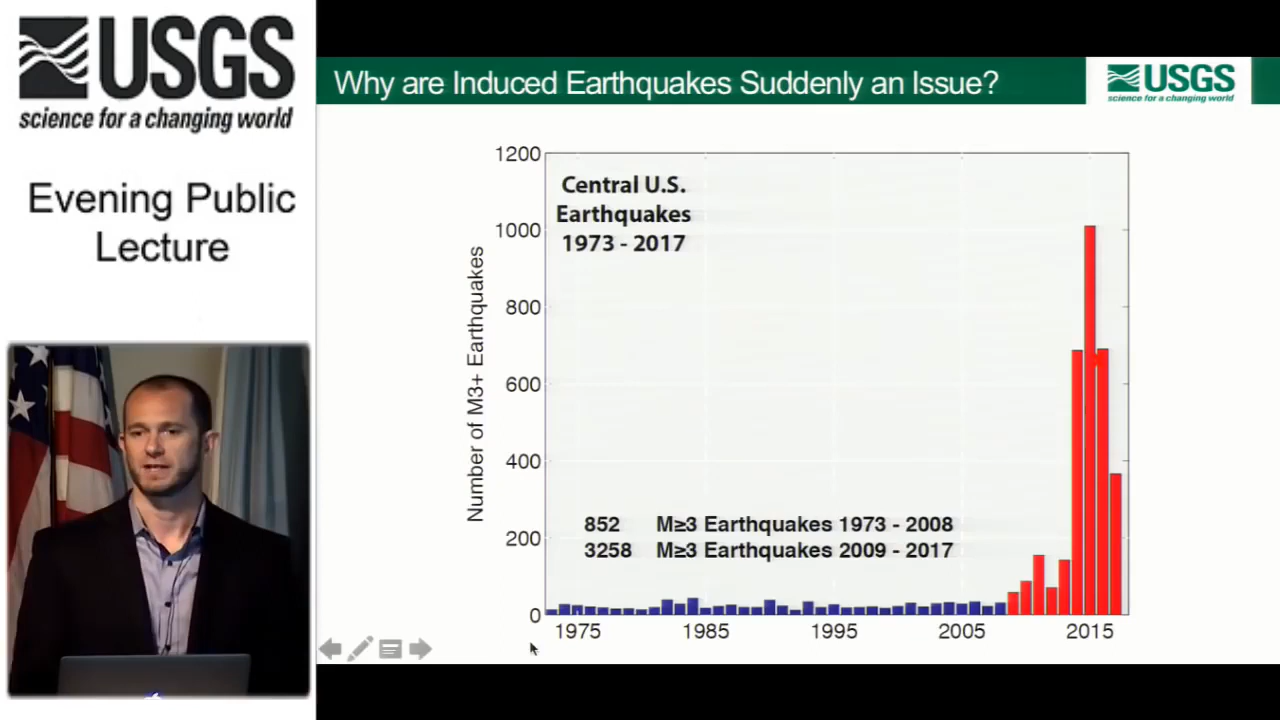 USGS
science for a changing world
Evening Public
Lecture
Why are Induced Earthquakes Suddenly an Issue?
USGS
science for a changing world
Number of M3+ Earthquakes
1200
1000
800
600
400
200
0
Central U.S.
Earthquakes
1973 - 2017
852 M≥3 Earthquakes 1973 - 2008
3258 M≥3 Earthquakes 2009 - 2017
1975 1985 1995 2005 2015